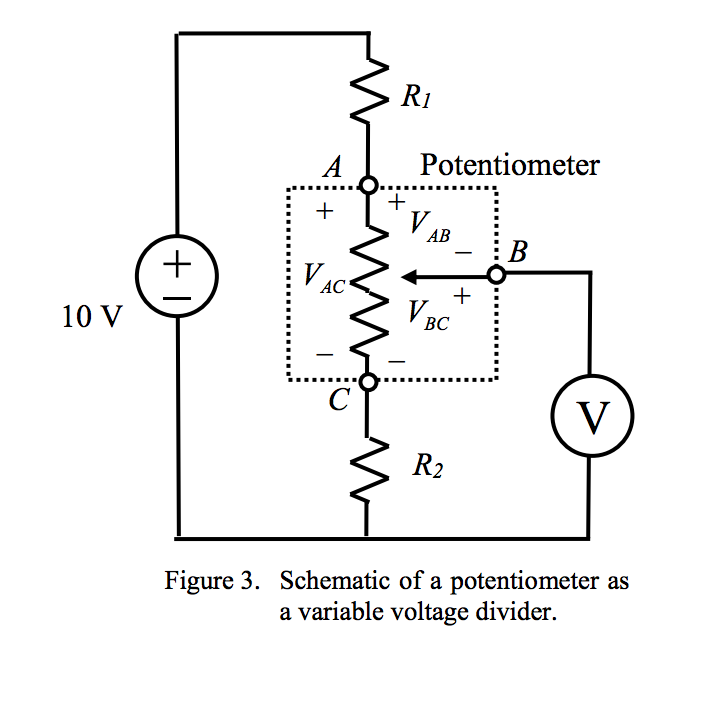 R1
A
Potentiometer
+
+
VAB
−
B
+
VAC
+
10 V
VBC
−
−
C
V
R2
Figure 3. Schematic of a potentiometer as
a variable voltage divider.